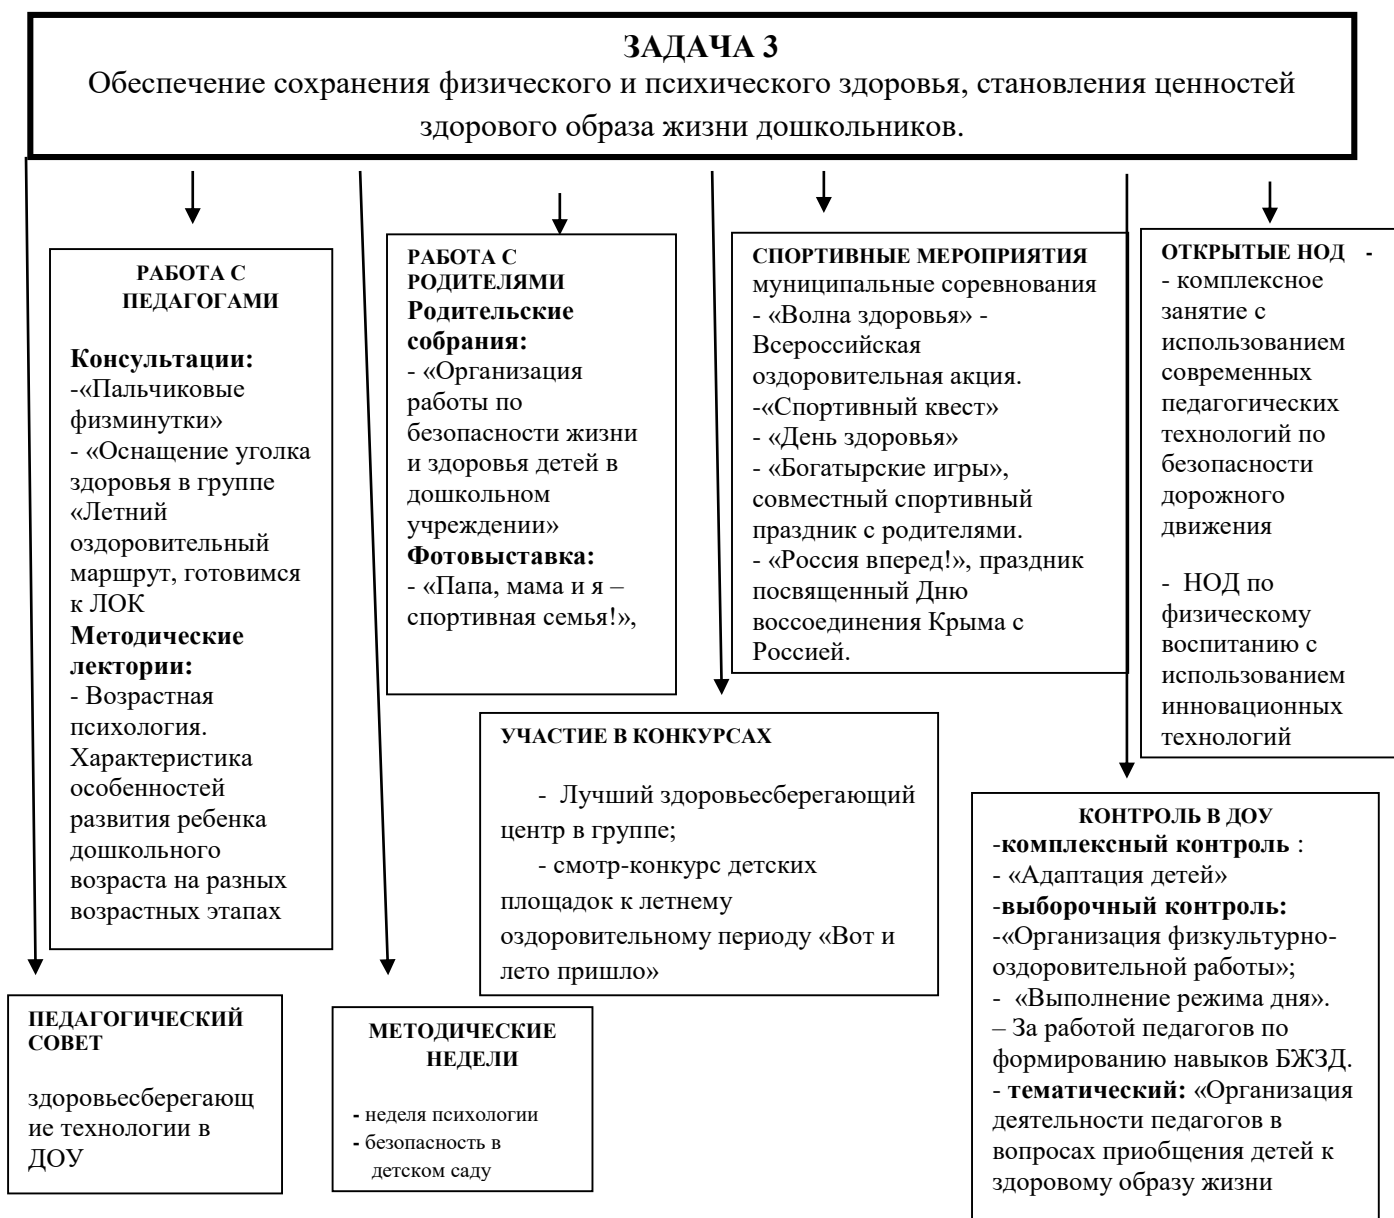 ЗАДАЧА 3
Обеспечение сохранения физического и психического здоровья, становления ценностей
здорового образа жизни дошкольников.
РАБОТА С
ПЕДАГОГАМИ
Консультации:
-«Пальчиковые
физминутки»
- «Оснащение уголка
здоровья в группе
«Летний
оздоровительный
маршрут, готовимся
к ЛОК
Методические
лектории:
- Возрастная
психология.
Характеристика
особенностей
развития ребенка
дошкольного
возраста на разных
возрастных этапах
РАБОТА С
РОДИТЕЛЯМИ
Родительские
собрания:
- «Организация
работы по
безопасности жизни
и здоровья детей в
дошкольном
учреждении»
Фотовыставка:
- «Папа, мама и я –
спортивная семья!»,
СПОРТИВНЫЕ МЕРОПРИЯТИЯ
муниципальные соревнования
- «Волна здоровья» -
Всероссийская
оздоровительная акция.
-«Спортивный квест»
- «День здоровья»
- «Богатырские игры»,
совместный спортивный
праздник с родителями.
- «Россия вперед!», праздник
посвященный Дню
воссоединения Крыма с
Россией.
ОТКРЫТЫЕ НОД -
- комплексное
занятие с
использованием
современных
педагогических
технологий по
безопасности
дорожного
движения
- НОД по
физическому
воспитанию с
использованием
инновационных
технологий
УЧАСТИЕ В КОНКУРСАХ
- Лучший здоровьесберегающий
центр в группе;
- смотр-конкурс детских
площадок к летнему
оздоровительному периоду «Вот и
лето пришло»
КОНТРОЛЬ В ДОУ
-комплексный контроль :
- «Адаптация детей»
-выборочный контроль:
-«Организация физкультурно-
оздоровительной работы»;
- «Выполнение режима дня».
– За работой педагогов по
формированию навыков БЖЗД.
- тематический: «Организация
деятельности педагогов в
вопросах приобщения детей к
здоровому образу жизни
ПЕДАГОГИЧЕСКИЙ
СОВЕТ
здоровьесберегающ
ие технологии в
ДОУ
МЕТОДИЧЕСКИЕ
НЕДЕЛИ
- неделя психологии
- безопасность в
детском саду